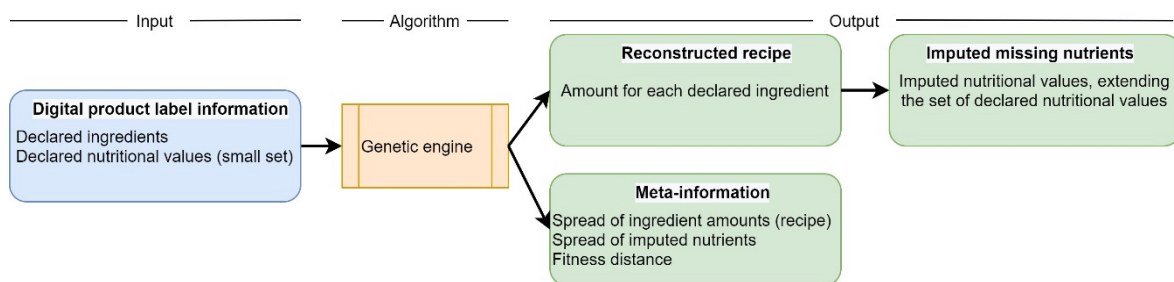 Input
Algorithm
Output
Digital product label information
Declared ingredients
Declared nutritional values (small set)
Genetic engine
Reconstructed recipe
Amount for each declared ingredient
Imputed missing nutrients
Imputed nutritional values, extending
the set of declared nutritional values
Meta-information
Spread of ingredient amounts (recipe)
Spread of imputed nutrients
Fitness distance